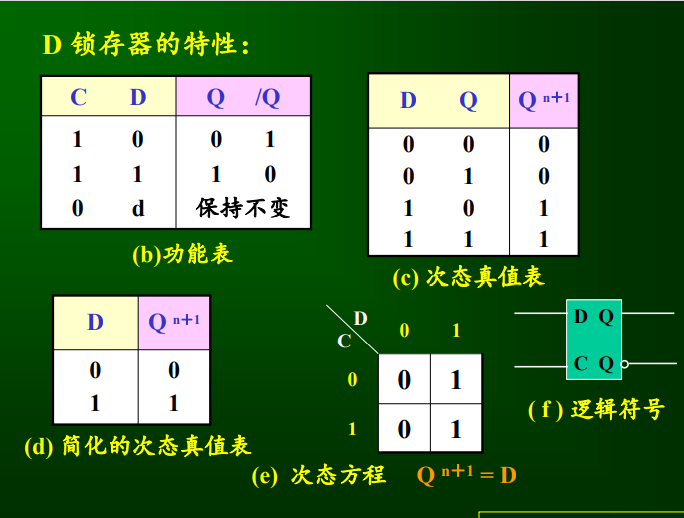 D 锁存器的特性:
C D Q /Q
1 0 0 1
1 1 1 0
0 d 保持不变
(b)功能表
D Q Q n+1
0 0 0
0 1 0
1 0 1
1 1 1
(c) 次态真值表
D Q n+1
0 0
1 1
(d) 简化的次态真值表
D
C
0 1
0 0 1
1 0 1
(e) 次态方程 Q n+1 = D
D Q
C Q
( f ) 逻辑符号